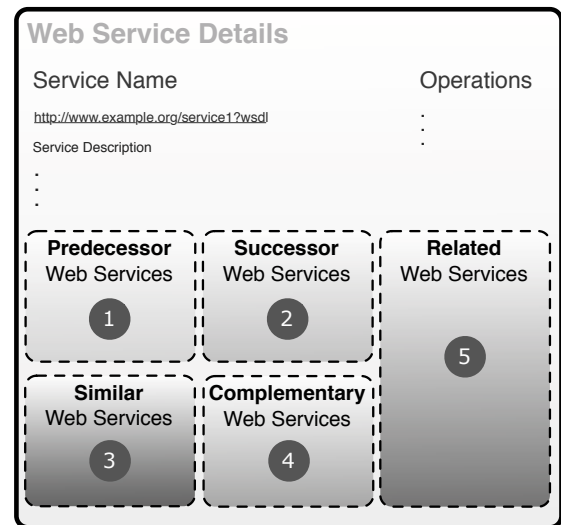 Web Service Details
Service Name
Operations
http://www.example.org/service1?wsdl
Service Description
Predecessor
Web Services
1
Successor
Web Services
2
Related
Web Services
5
Similar
Web Services
3
Complementary
Web Services
4